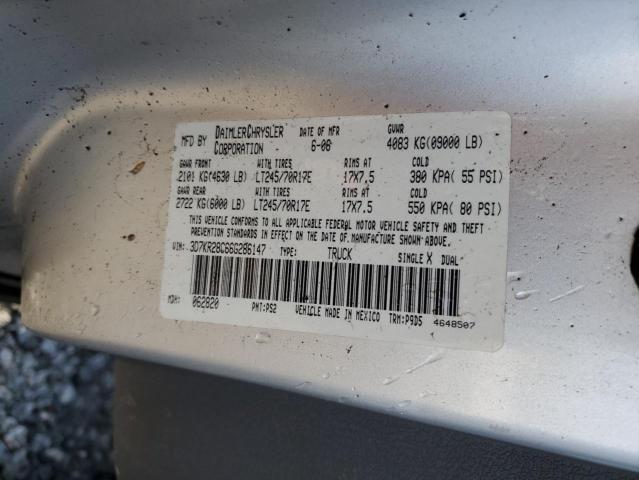 MFD BY DAIMLERCHRYSLER CORPORATION DATE OF MFR 6-06 GVWR 4083 KG(09000 LB)
GAWR FRONT WITH TIRES RIMS AT COLD
2101 KG(4630 LB) LT245/70R17E 17X7.5 380 KPA( 55 PSI)
GAWR REAR WITH TIRES RIMS AT COLD
2722 KG(6000 LB) LT245/70R17E 17X7.5 550 KPA( 80 PSI)
THIS VEHICLE CONFORMS TO ALL APPLICABLE FEDERAL MOTOR VEHICLE SAFETY AND THEFT
PREVENTION STANDARDS IN EFFECT ON THE DATE OF MANUFACTURE SHOWN ABOVE.
VIN: 3D7KR28C66G286147 TYPE: TRUCK SINGLE X DUAL
MDH: 062820 PNT:PS2 VEHICLE MADE IN MEXICO TRM:P9D5 4648507